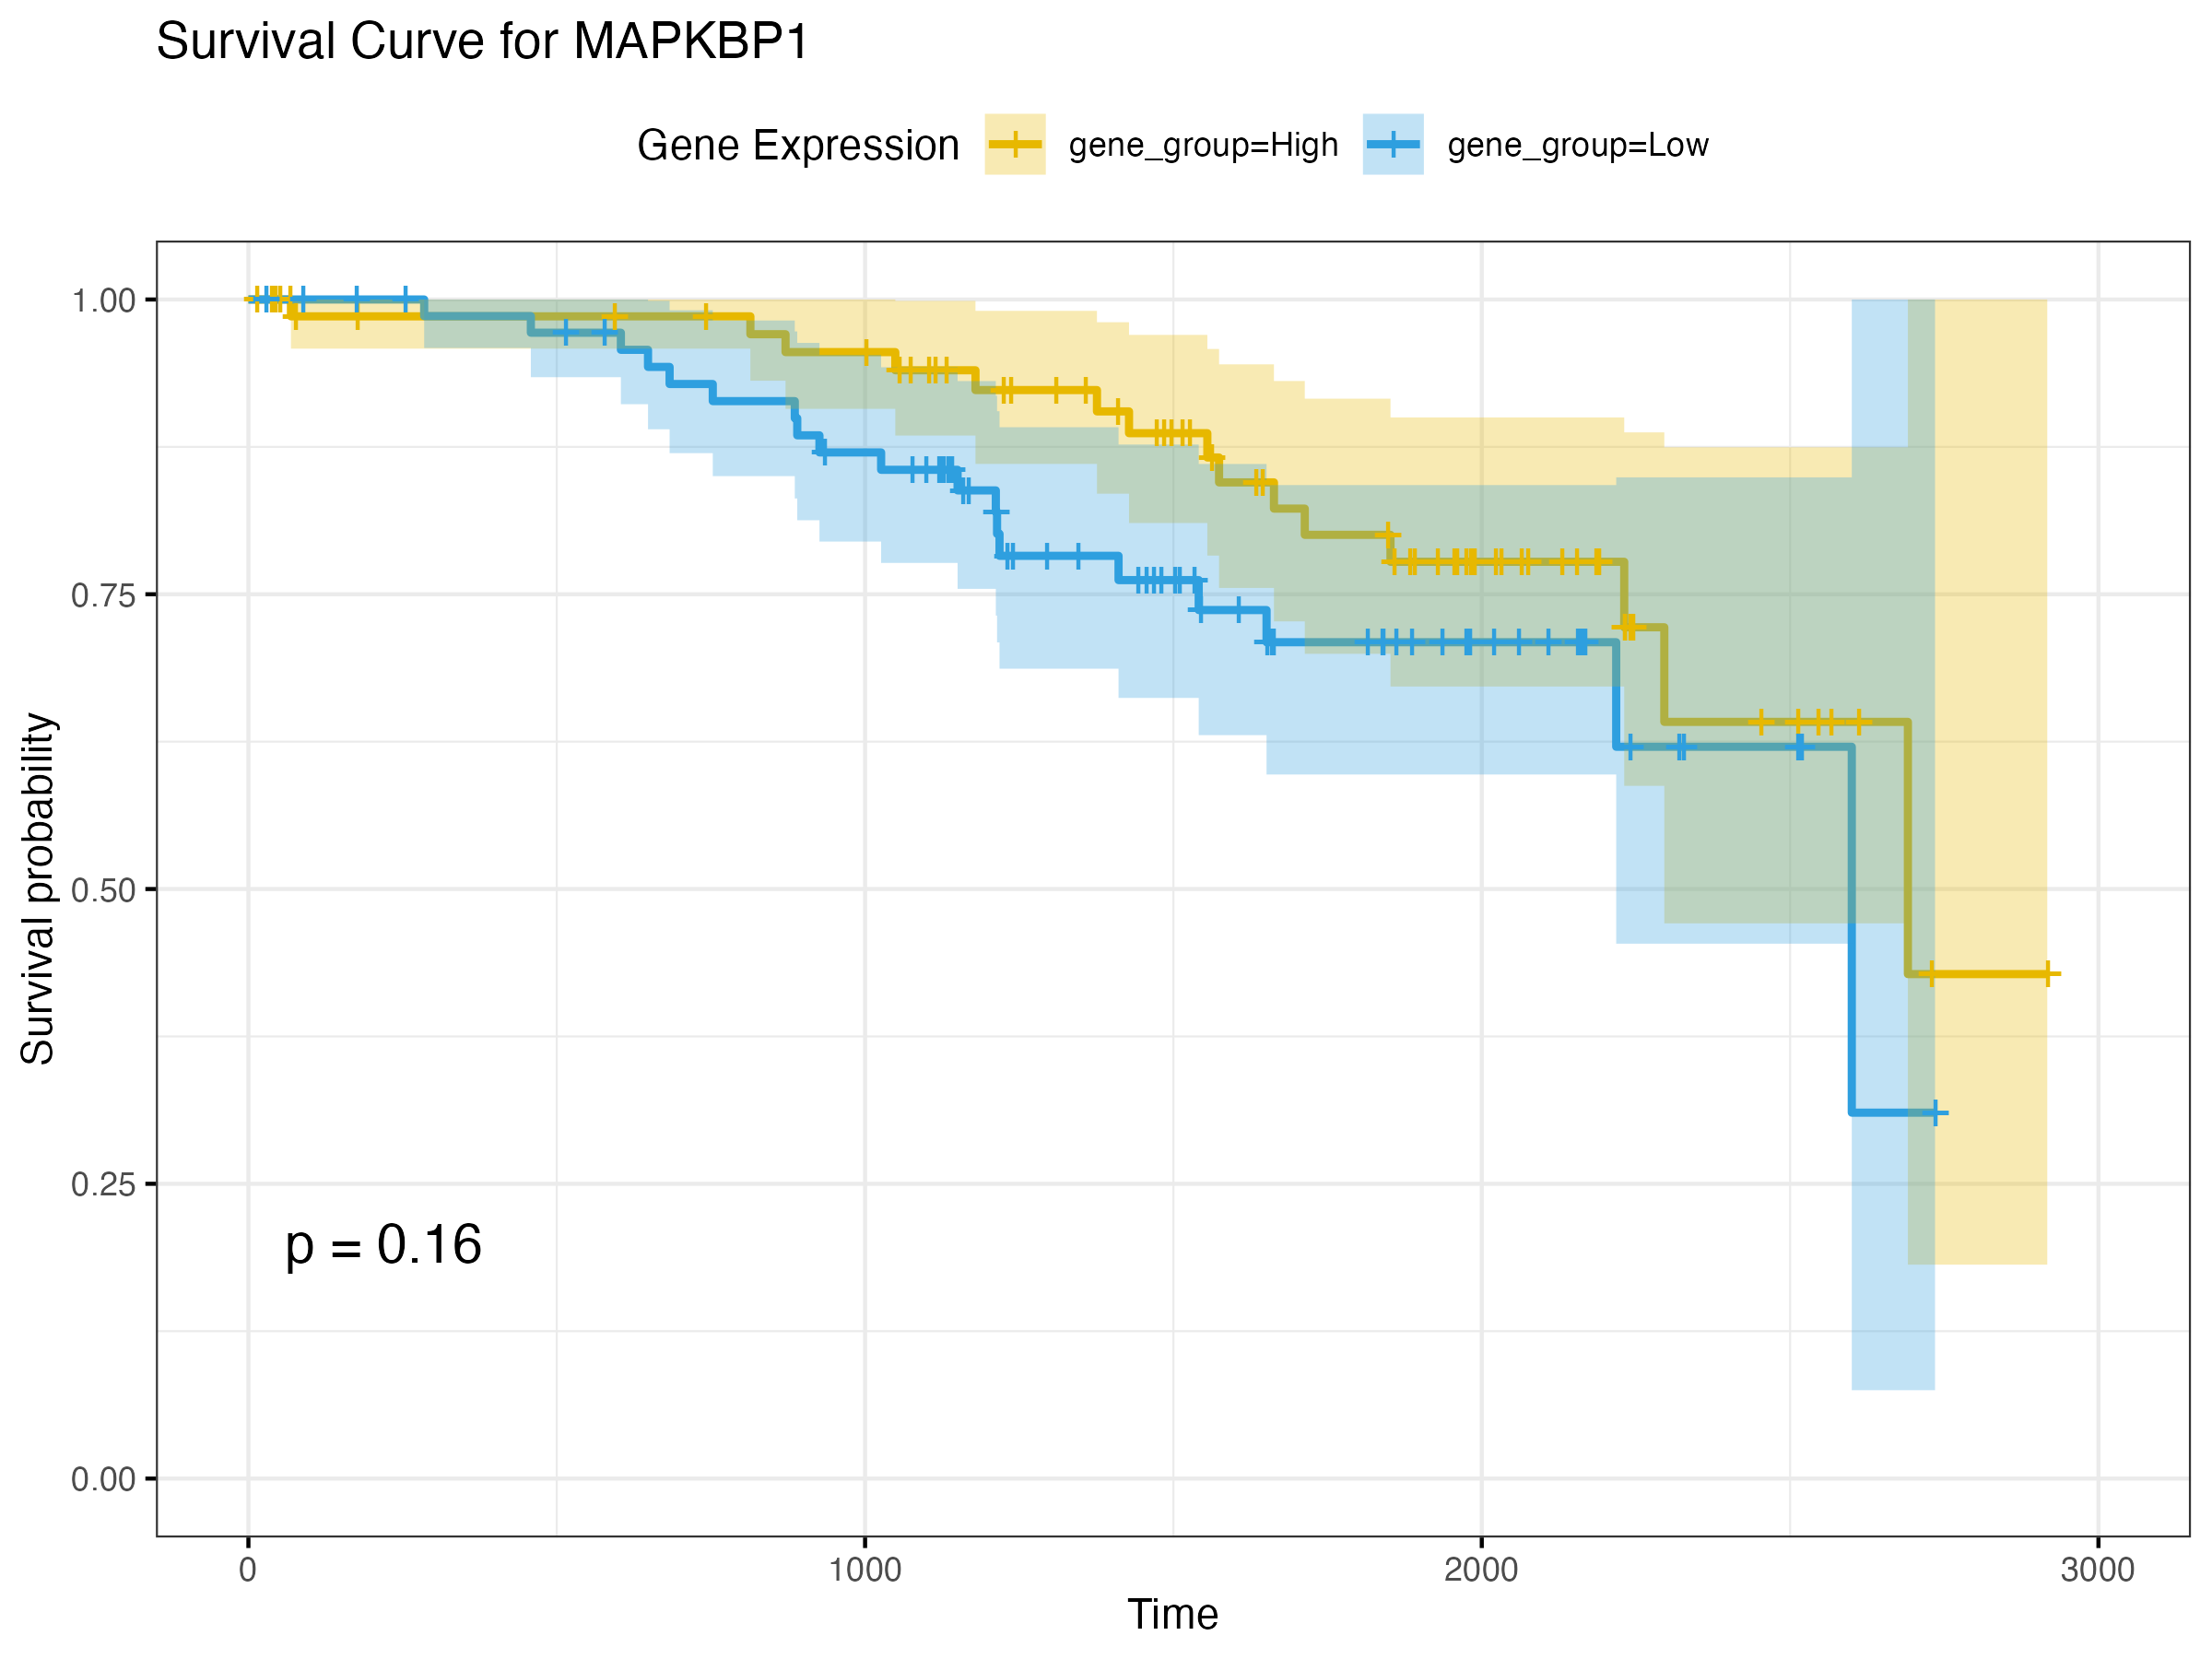 Survival Curve for MAPKBP1
Gene Expression gene_group=High gene_group=Low
1.00
0.75
0.50
0.25
0.00
Survival probability
p = 0.16
0 1000 2000 3000
Time